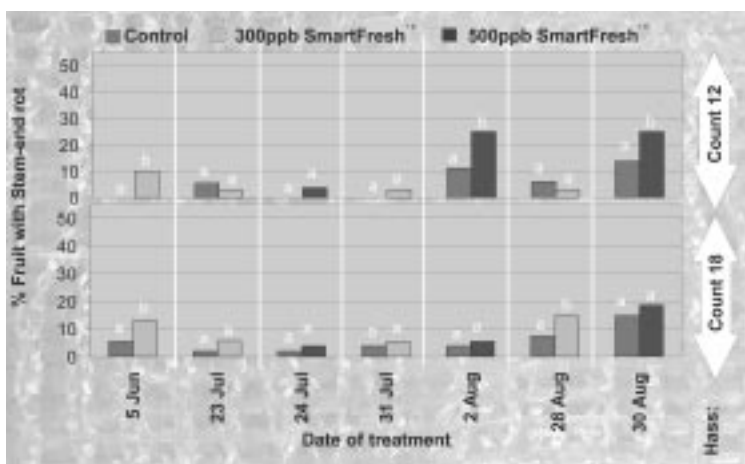 Control 300ppb SmartFresh™ 500ppb SmartFresh™
% Fruit with Stem-end rot
50
40
30
20
10
0
Count 12
50
40
30
20
10
0
Count 18
5 Jun
23 Jul
24 Jul
31 Jul
2 Aug
28 Aug
30 Aug
Hass:
Date of treatment